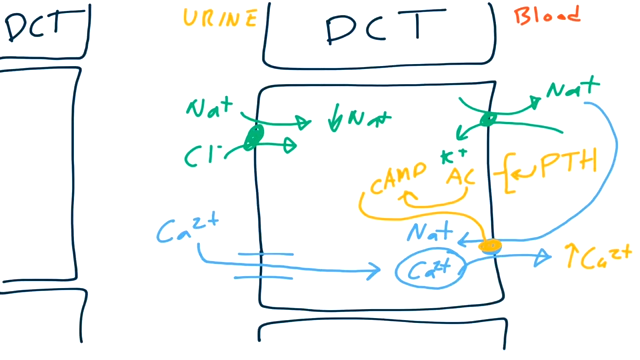 DCT
URINE
DCT
Blood
Na+
Cl-
↓Na+
Na+
K+
cAMP
AC
PTH
Ca2+
Na+
Ca2+
↑Ca2+